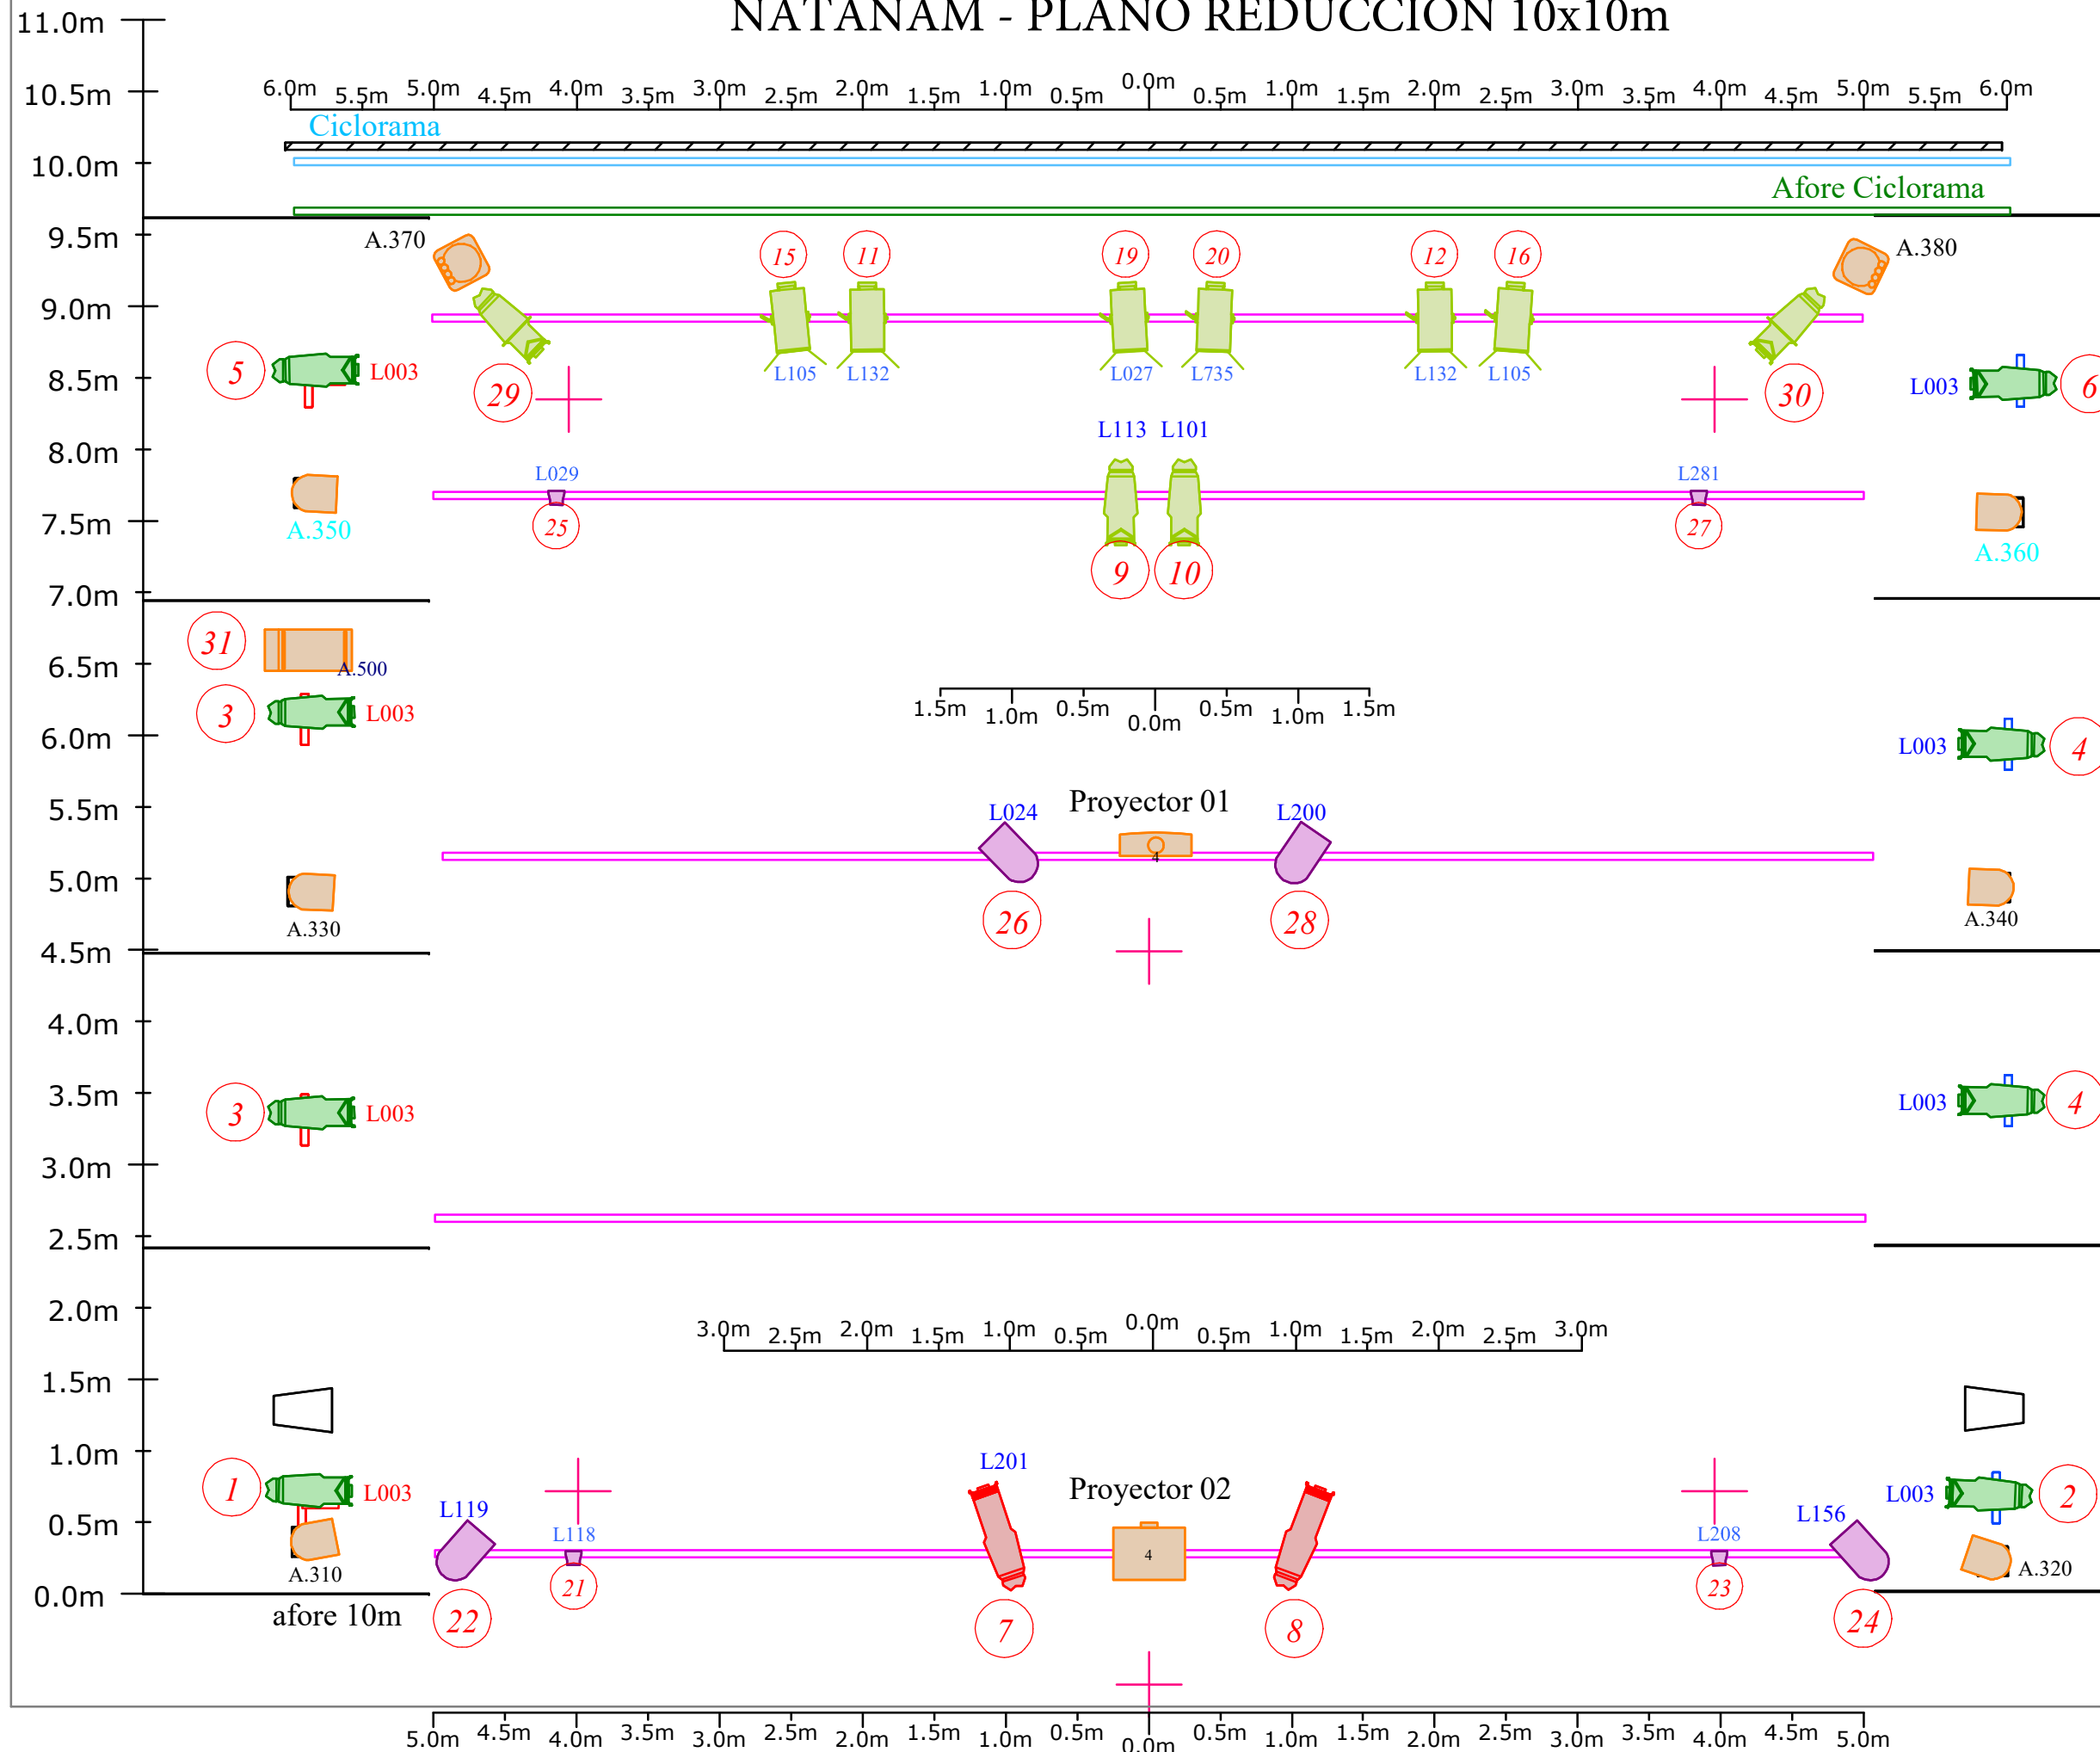 NATANAM - PLANO REDUCCION 10x10m
11.0m
6.0m 5.5m 5.0m 4.5m 4.0m 3.5m 3.0m 2.5m 2.0m 1.5m 1.0m 0.5m 0.0m 0.5m 1.0m 1.5m 2.0m 2.5m 3.0m 3.5m 4.0m 4.5m 5.0m 5.5m 6.0m
10.5m
Ciclorama
10.0m
Afore Ciclorama
9.5m
A.370 15 11 19 20 12 16 A.380
9.0m
5 L003 L105 L132 L027 L735 L132 L105 L003 6
8.5m
29 30
L113 L101
8.0m
L029 L281
7.5m
A.350 25 27 A.360
9 10
7.0m
31
6.5m
A.500
3 L003
1.5m 1.0m 0.5m 0.0m 0.5m 1.0m 1.5m
6.0m
L003 4
5.5m
Proyector 01
L024 L200
4
5.0m
A.330 26 28 A.340
4.5m
4.0m
3.5m
3 L003 L003 4
3.0m
2.5m
2.0m
3.0m 2.5m 2.0m 1.5m 1.0m 0.5m 0.0m 0.5m 1.0m 1.5m 2.0m 2.5m 3.0m
1.5m
1.0m
L201
1 L003 Proyector 02 L003 2
L119 L156
0.5m
L118 L208
4
A.310 21 23 A.320
0.0m
afore 10m
22 7 8 24
5.0m 4.5m 4.0m 3.5m 3.0m 2.5m 2.0m 1.5m 1.0m 0.5m 0.0m 0.5m 1.0m 1.5m 2.0m 2.5m 3.0m 3.5m 4.0m 4.5m 5.0m